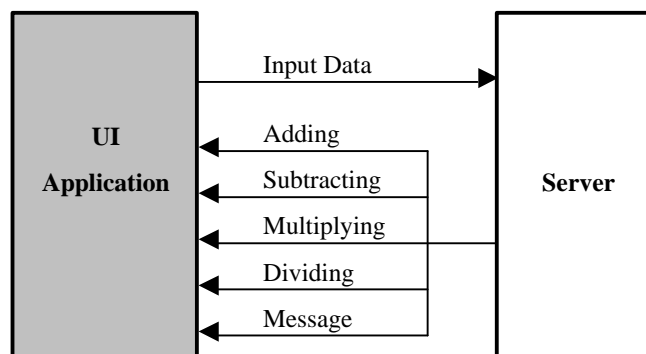 UI
Application
Input Data
Adding
Subtracting
Multiplying
Dividing
Message
Server